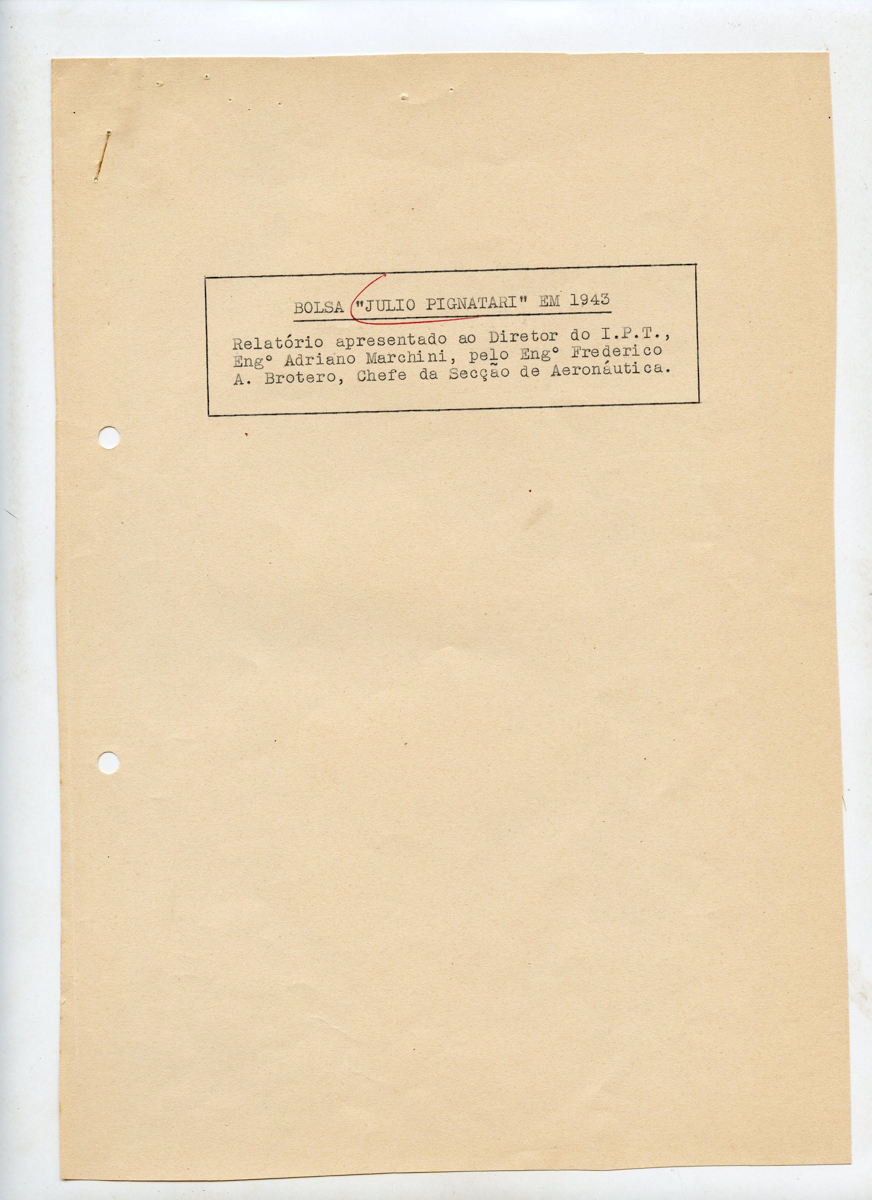 BOLSA "JULIO PIGNATARI" EM 1943
Relatório apresentado ao Diretor do I.P.T.,
Engº Adriano Marchini, pelo Engº Frederico
A. Brotero, Chefe da Secção de Aeronáutica.